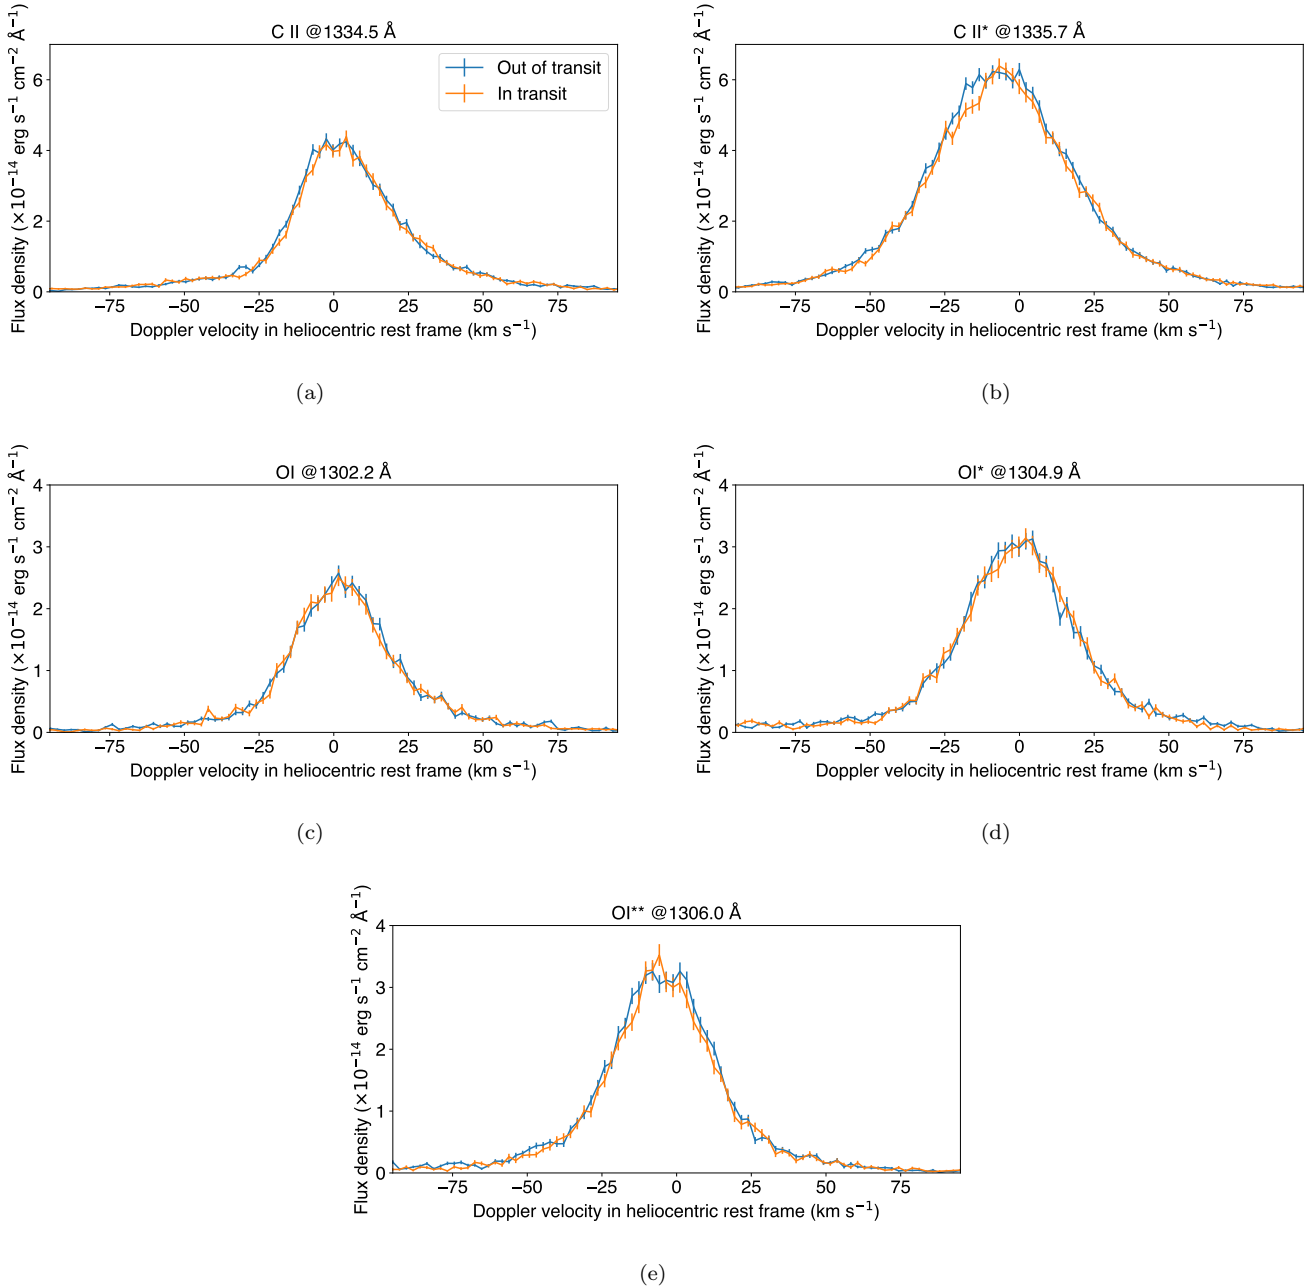 C II @1334.5 Å
Flux density (×10−14 erg s−1 cm−2 Å−1)
6
4
2
0
Out of transit
In transit
−75 −50 −25 0 25 50 75
Doppler velocity in heliocentric rest frame (km s−1)
(a)
C II* @1335.7 Å
Flux density (×10−14 erg s−1 cm−2 Å−1)
6
4
2
0
−75 −50 −25 0 25 50 75
Doppler velocity in heliocentric rest frame (km s−1)
(b)
OI @1302.2 Å
Flux density (×10−14 erg s−1 cm−2 Å−1)
4
3
2
1
0
−75 −50 −25 0 25 50 75
Doppler velocity in heliocentric rest frame (km s−1)
(c)
OI* @1304.9 Å
Flux density (×10−14 erg s−1 cm−2 Å−1)
4
3
2
1
0
−75 −50 −25 0 25 50 75
Doppler velocity in heliocentric rest frame (km s−1)
(d)
OI** @1306.0 Å
Flux density (×10−14 erg s−1 cm−2 Å−1)
4
3
2
1
0
−75 −50 −25 0 25 50 75
Doppler velocity in heliocentric rest frame (km s−1)
(e)